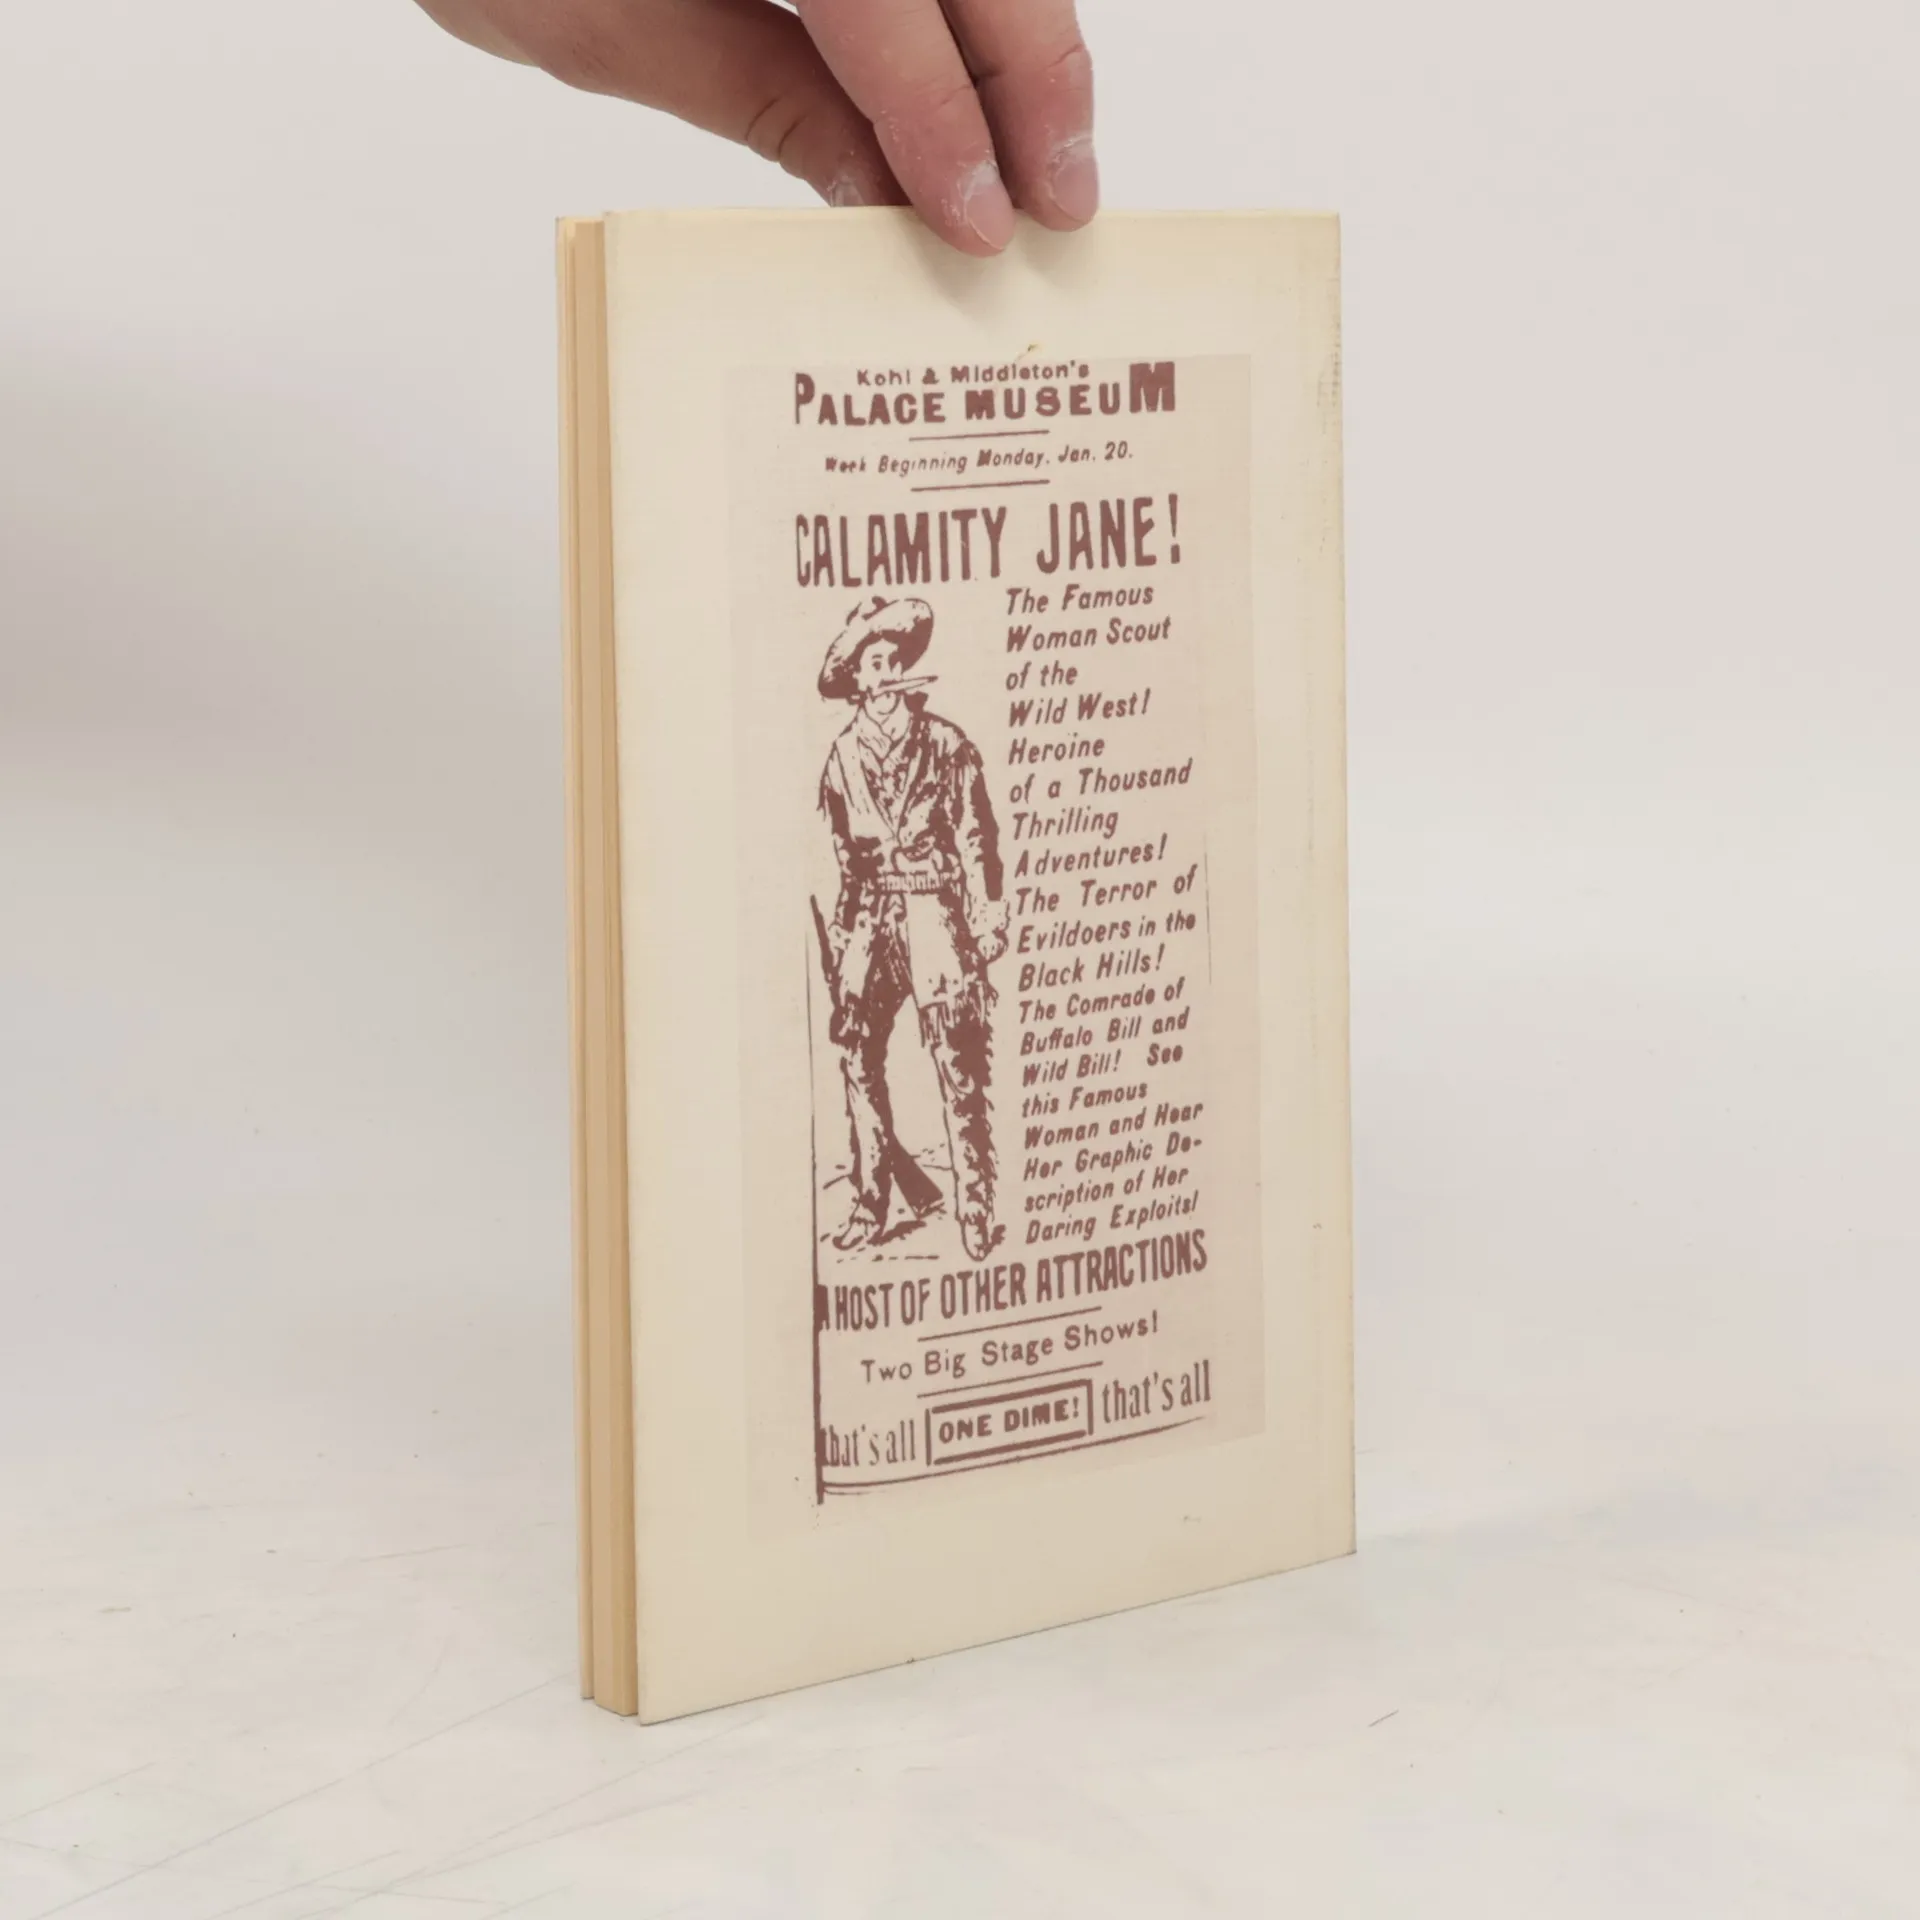 Kohl & Middleton's
PALACE MUSEUM
Week Beginning Monday, Jan. 20.
CALAMITY JANE!
The Famous
Woman Scout
of the
Wild West!
Heroine
of a Thousand
Thrilling
Adventures!
The Terror of
Evildoers in the
Black Hills!
The Comrade of
Buffalo Bill and
Wild Bill! See
this Famous
Woman and Hear
Her Graphic De-
scription of Her
Daring Exploits!
A HOST OF OTHER ATTRACTIONS
Two Big Stage Shows!
that's all ONE DIME! that's all